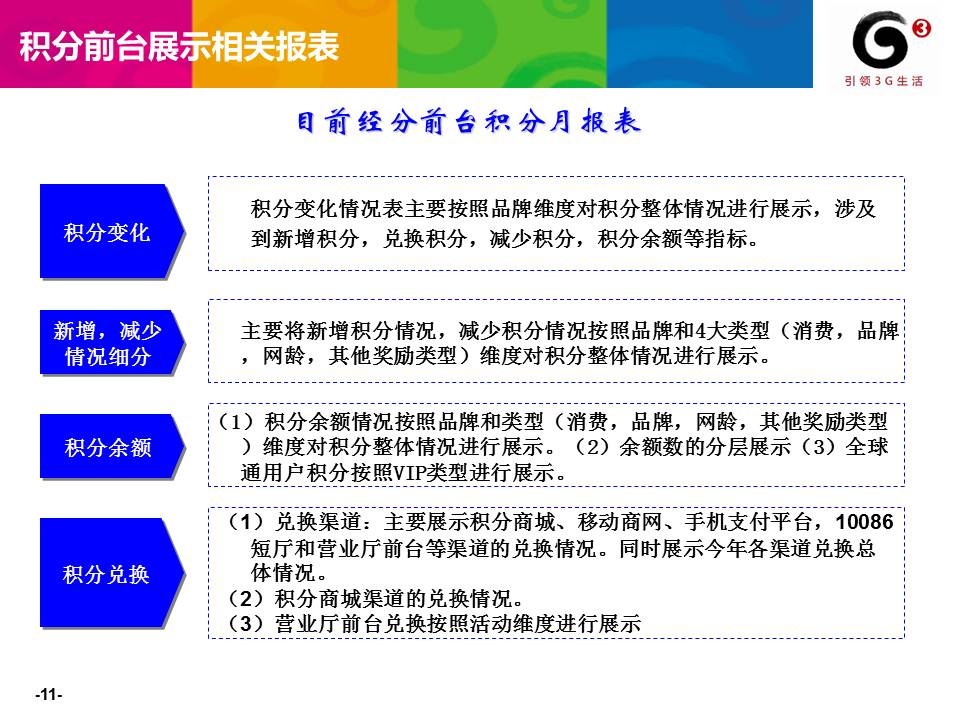 积分前台展示相关报表
3
引领3G生活
目前经分前台积分月报表
积分变化
积分变化情况表主要按照品牌维度对积分整体情况进行展示，涉及
到新增积分，兑换积分，减少积分，积分余额等指标。
新增，减少
情况细分
主要将新增积分情况，减少积分情况按照品牌和4大类型（消费，品牌
，网龄，其他奖励类型）维度对积分整体情况进行展示。
积分余额
（1）积分余额情况按照品牌和类型（消费，品牌，网龄，其他奖励类型
）维度对积分整体情况进行展示。（2）余额数的分层展示（3）全球
通用户积分按照VIP类型进行展示。
积分兑换
（1）兑换渠道：主要展示积分商城、移动商网、手机支付平台，10086
短厅和营业厅前台等渠道的兑换情况。同时展示今年各渠道兑换总
体情况。
（2）积分商城渠道的兑换情况。
（3）营业厅前台兑换按照活动维度进行展示
-11-